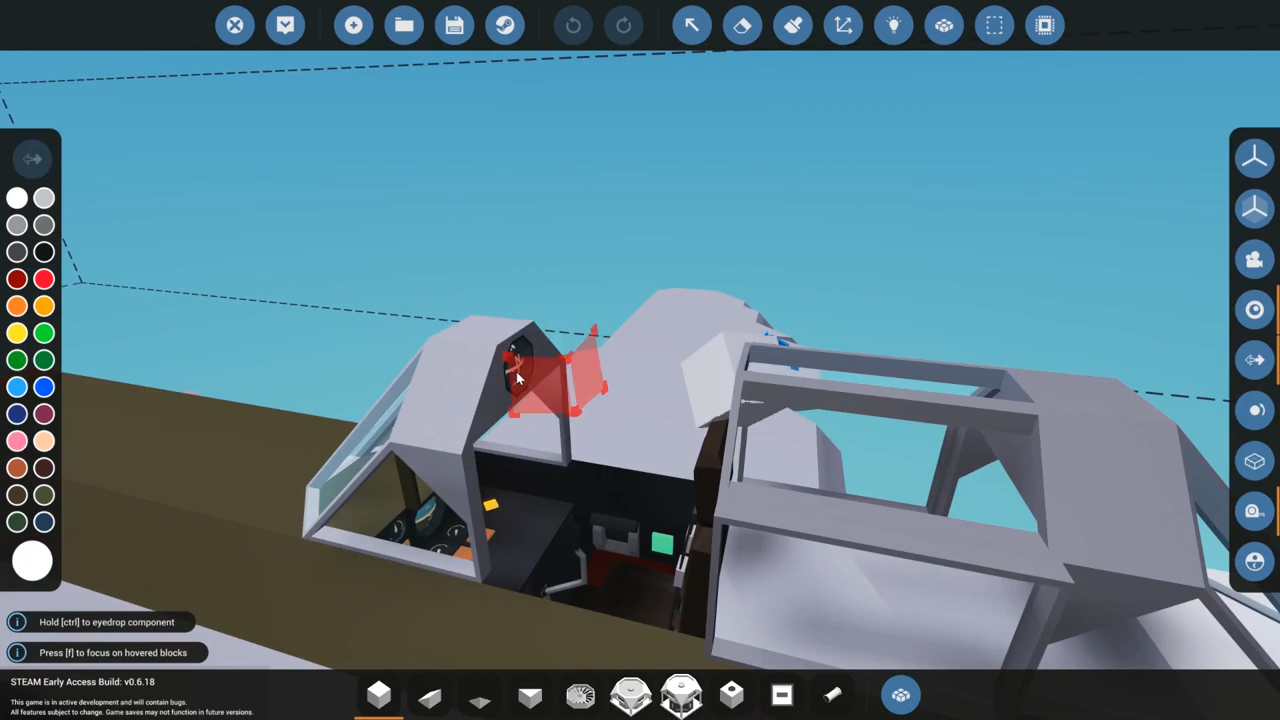 Hold [ctrl] to eyedrop component
Press [f] to focus on hovered blocks
STEAM Early Access Build: v0.6.18
This game is in active development and will contain bugs.
All features subject to change. Game saves may not function in future versions.